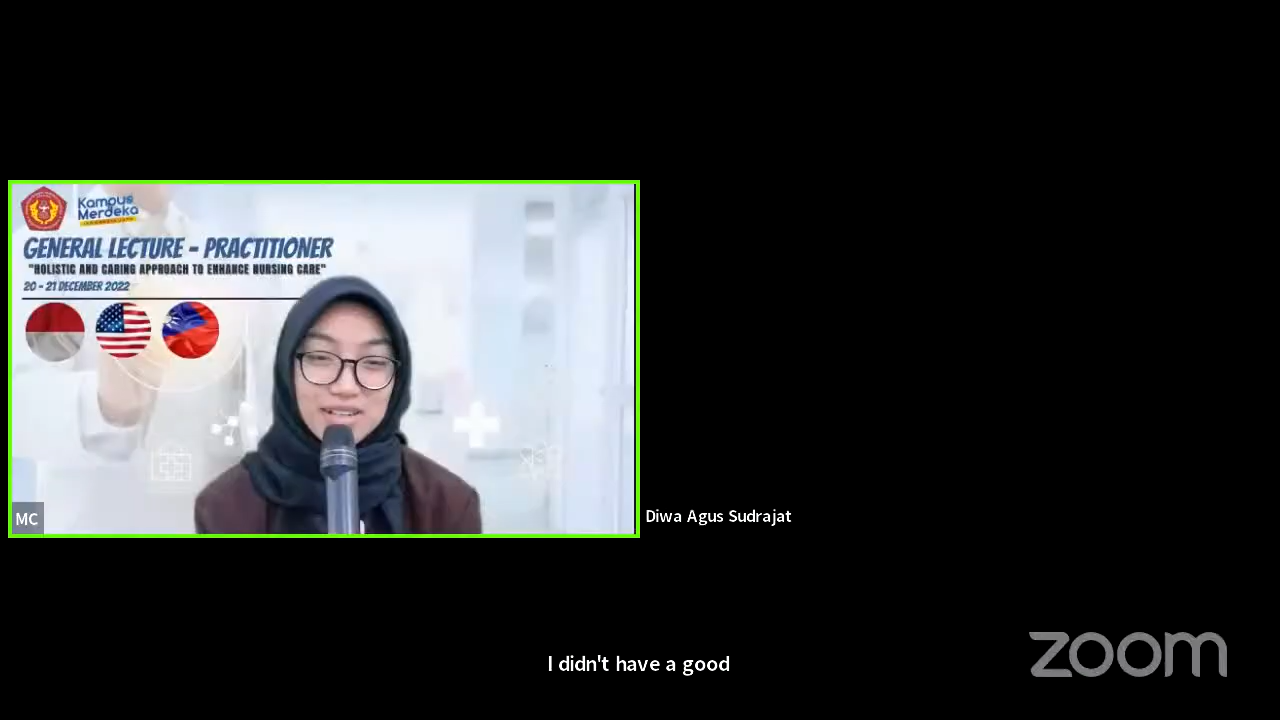 Kampus
Merdeka
GENERAL LECTURE - PRACTITIONER
"HOLISTIC AND CARING APPROACH TO ENHANCE NURSING CARE"
20 - 21 DECEMBER 2022
MC
Diwa Agus Sudrajat
I didn't have a good
zoom